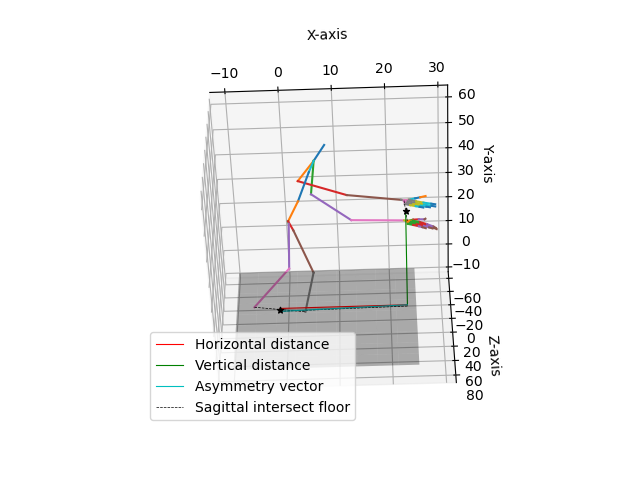 X-axis
−10 0 10 20 30
60
50
40
30
20
10
0
−10
Y-axis
−60
−40
−20
0
20
40
60
80
Z-axis
Horizontal distance
Vertical distance
Asymmetry vector
Sagittal intersect floor